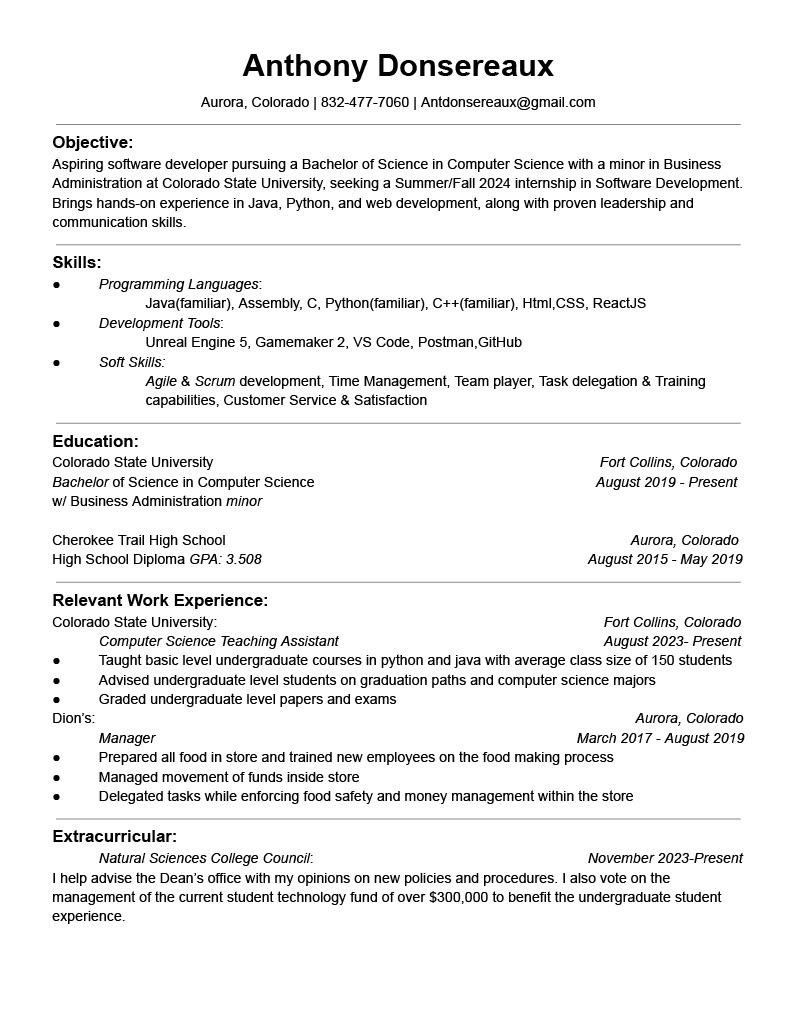 Anthony Donsereaux
Aurora, Colorado | 832-477-7060 | Antdonsereaux@gmail.com
Objective:
Aspiring software developer pursuing a Bachelor of Science in Computer Science with a minor in Business
Administration at Colorado State University, seeking a Summer/Fall 2024 internship in Software Development.
Brings hands-on experience in Java, Python, and web development, along with proven leadership and
communication skills.
Skills:
● Programming Languages:
Java(familiar), Assembly, C, Python(familiar), C++(familiar), Html,CSS, ReactJS
● Development Tools:
Unreal Engine 5, Gamemaker 2, VS Code, Postman,GitHub
● Soft Skills:
Agile & Scrum development, Time Management, Team player, Task delegation & Training
capabilities, Customer Service & Satisfaction
Education:
Colorado State University Fort Collins, Colorado
Bachelor of Science in Computer Science August 2019 - Present
w/ Business Administration minor
Cherokee Trail High School Aurora, Colorado
High School Diploma GPA: 3.508 August 2015 - May 2019
Relevant Work Experience:
Colorado State University: Fort Collins, Colorado
Computer Science Teaching Assistant August 2023- Present
● Taught basic level undergraduate courses in python and java with average class size of 150 students
● Advised undergraduate level students on graduation paths and computer science majors
● Graded undergraduate level papers and exams
Dion’s: Aurora, Colorado
Manager March 2017 - August 2019
● Prepared all food in store and trained new employees on the food making process
● Managed movement of funds inside store
● Delegated tasks while enforcing food safety and money management within the store
Extracurricular:
Natural Sciences College Council: November 2023-Present
I help advise the Dean’s office with my opinions on new policies and procedures. I also vote on the
management of the current student technology fund of over $300,000 to benefit the undergraduate student
experience.